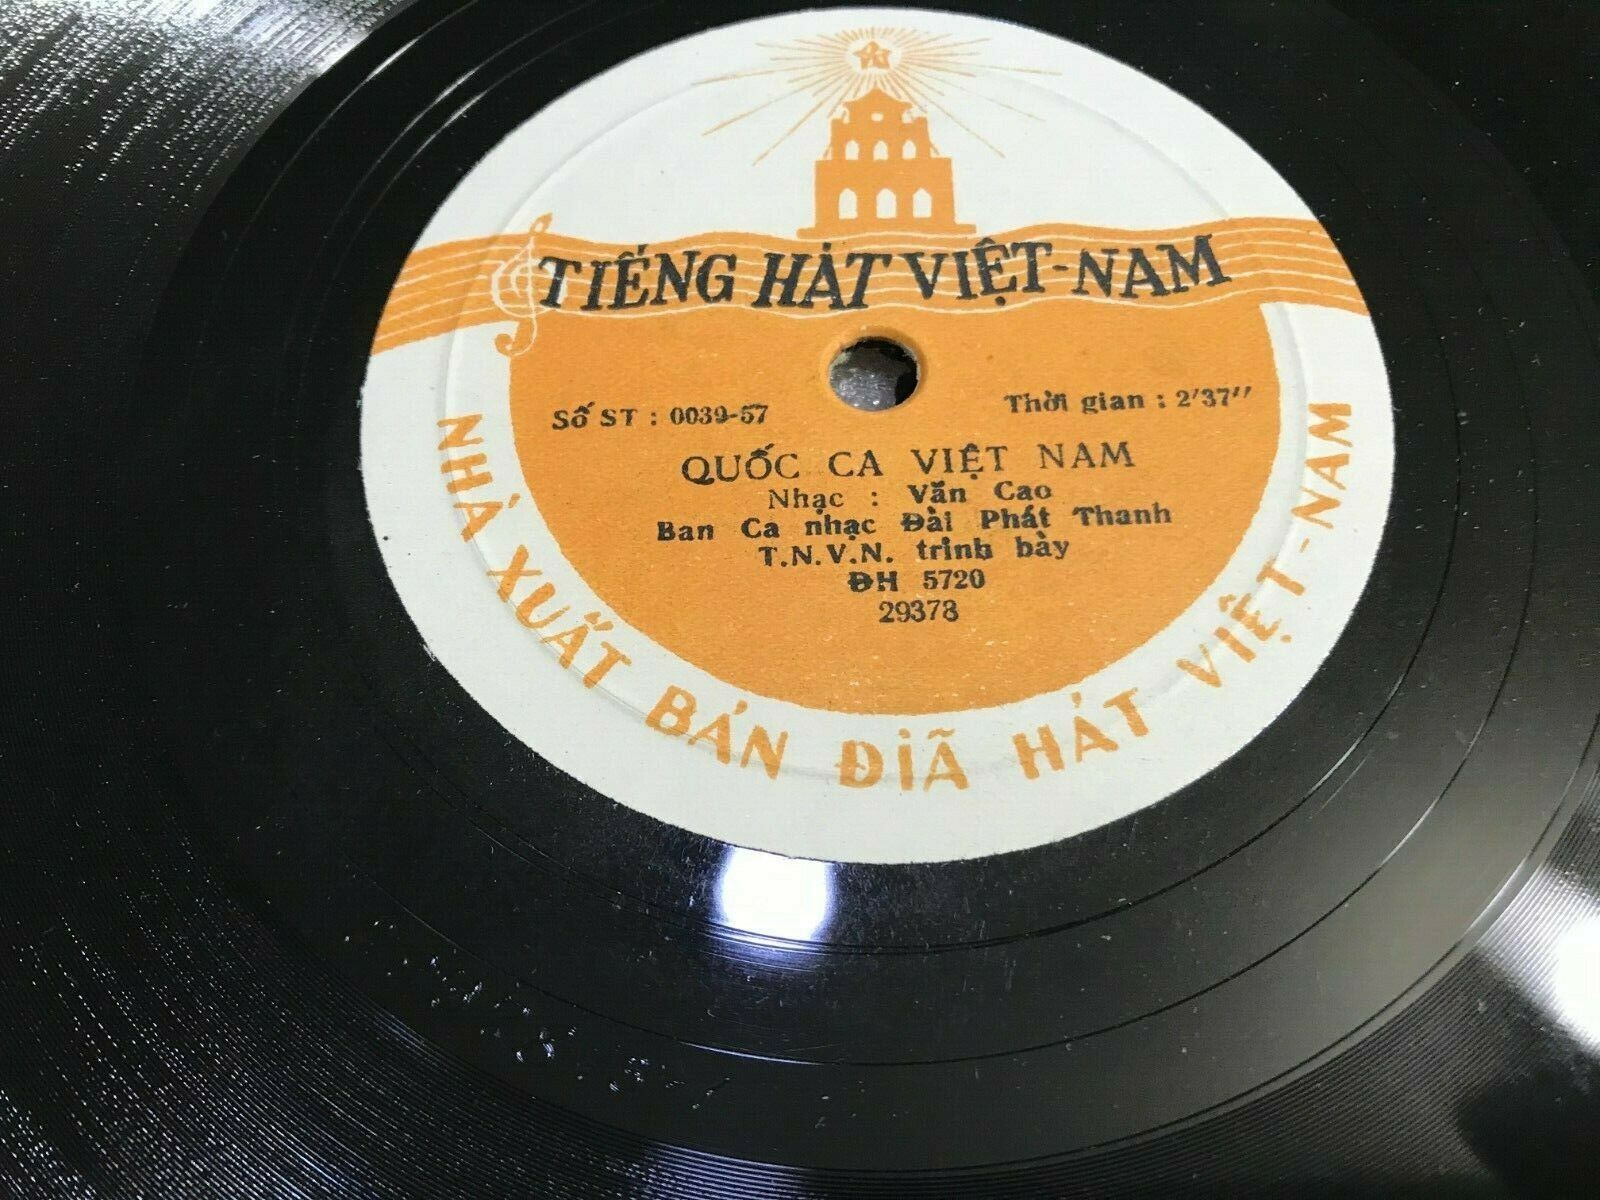 TIẾNG HÁT VIỆT-NAM
Số ST : 0039-57
Thời gian : 2'37''
QUỐC CA VIỆT NAM
Nhạc : Văn Cao
Ban Ca nhạc Đài Phát Thanh
T.N.V.N. trình bày
ĐH 5720
29378
NHÀ XUẤT BẢN ĐIÃ HÁT VIỆT-NAM